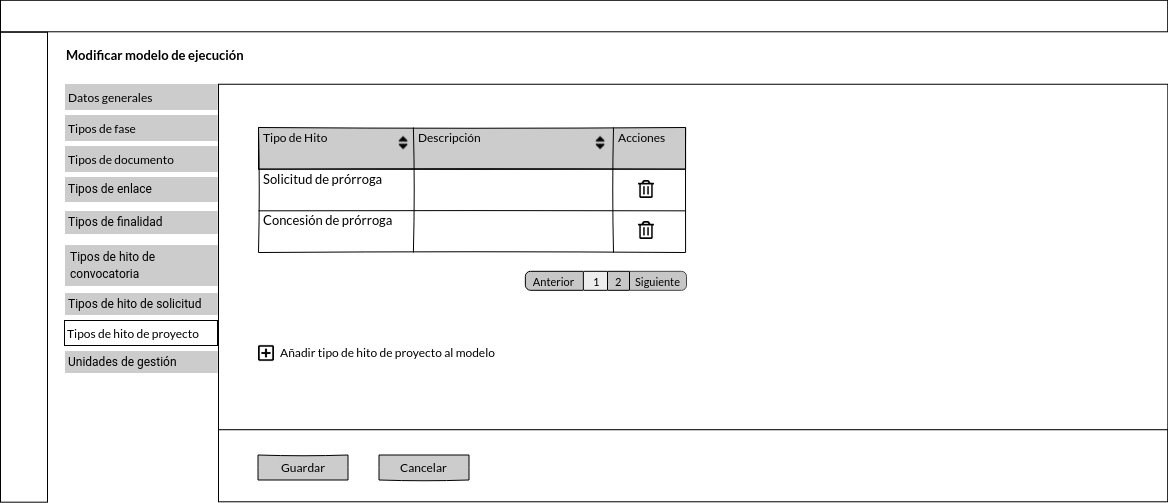 Modificar modelo de ejecución
Datos generales
Tipos de fase
Tipos de documento
Tipos de enlace
Tipos de finalidad
Tipos de hito de
convocatoria
Tipos de hito de solicitud
Tipos de hito de proyecto
Unidades de gestión
Tipo de Hito Descripción Acciones
Solicitud de prórroga
Concesión de prórroga
Anterior 1 2 Siguiente
Añadir tipo de hito de proyecto al modelo
Guardar Cancelar